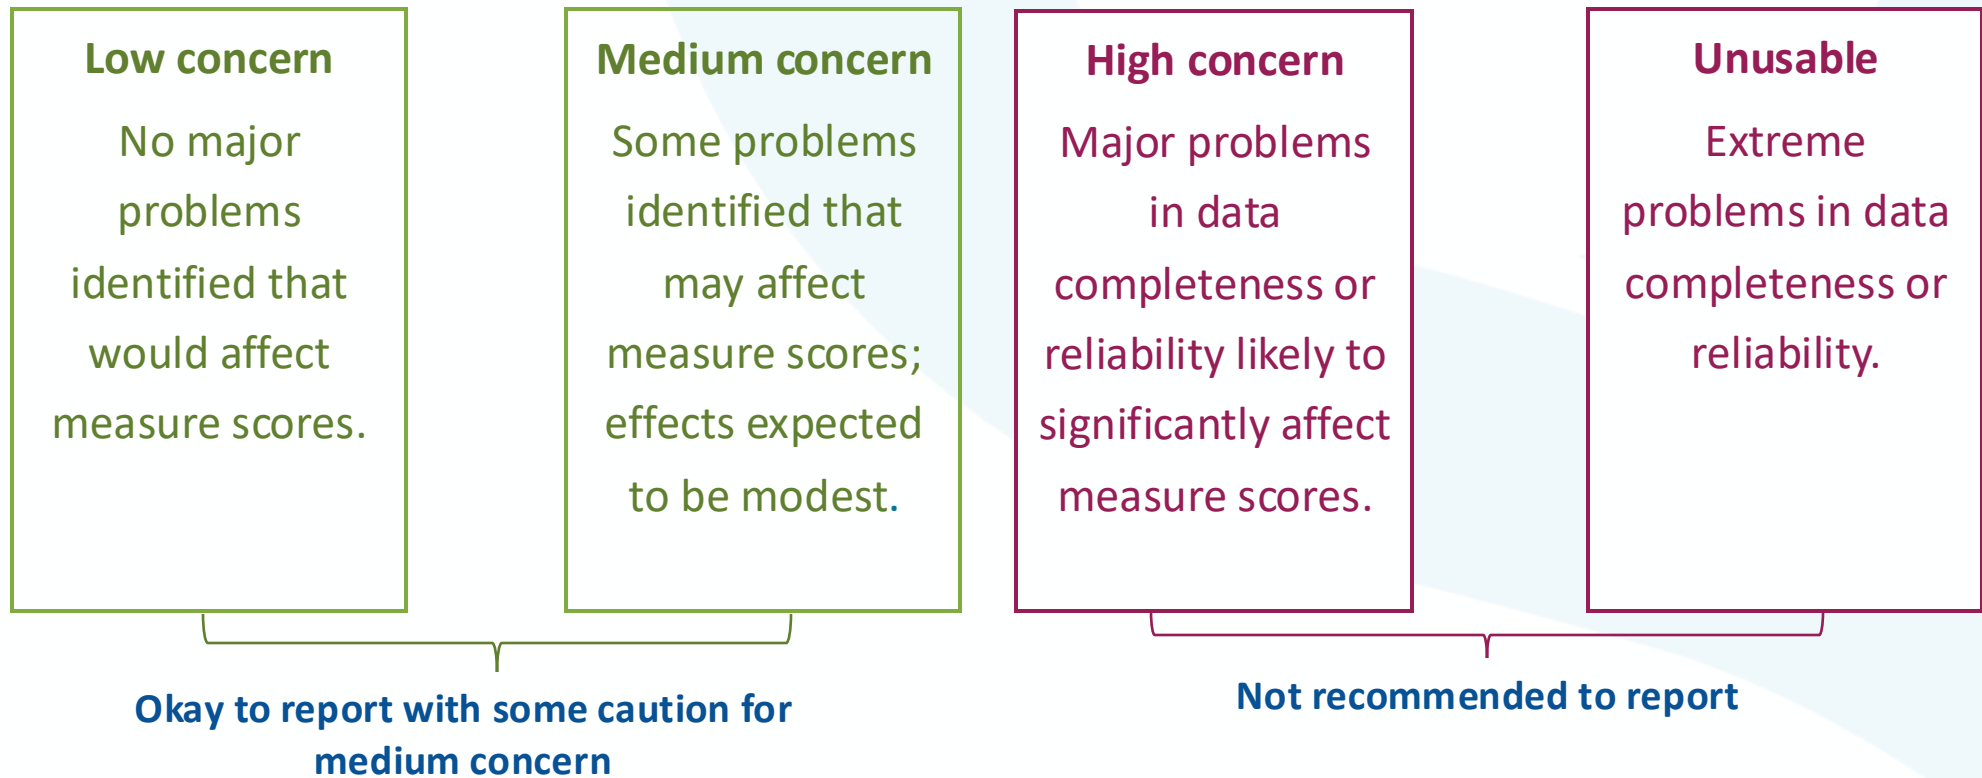 Low concern
No major
problems
identified that
would affect
measure scores.
Medium concern
Some problems
identified that
may affect
measure scores;
effects expected
to be modest.
High concern
Major problems
in data
completeness or
reliability likely to
significantly affect
measure scores.
Unusable
Extreme
problems in data
completeness or
reliability.
Okay to report with some caution for
medium concern
Not recommended to report